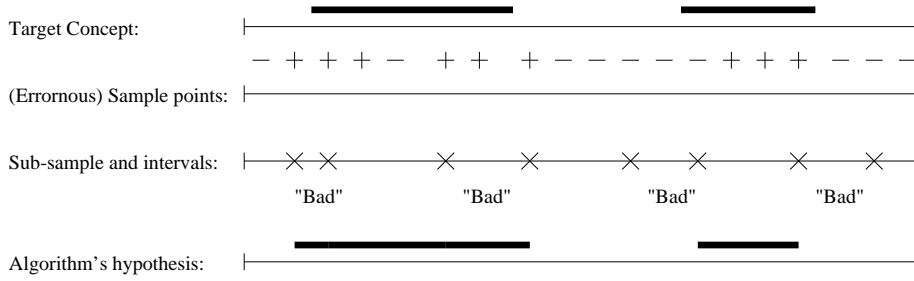 Target Concept:
— + + + — + + + — — — — — + + + — — —
(Errornous) Sample points:
Sub-sample and intervals:
"Bad" "Bad" "Bad" "Bad"
Algorithm's hypothesis: